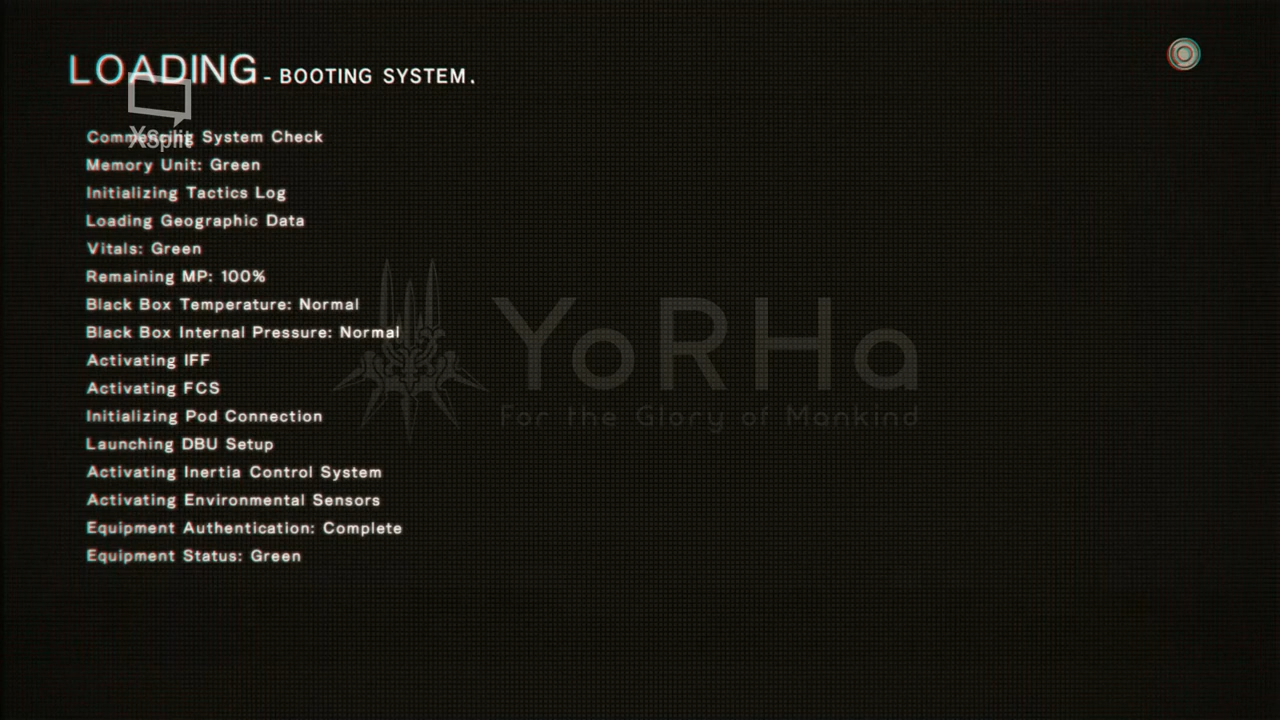 LOADING - BOOTING SYSTEM.
XSplit
Commencing System Check
Memory Unit: Green
Initializing Tactics Log
Loading Geographic Data
Vitals: Green
Remaining MP: 100%
Black Box Temperature: Normal
Black Box Internal Pressure: Normal
Activating IFF
Activating FCS
Initializing Pod Connection
Launching DBU Setup
Activating Inertia Control System
Activating Environmental Sensors
Equipment Authentication: Complete
Equipment Status: Green
YoRHa
For the Glory of Mankind